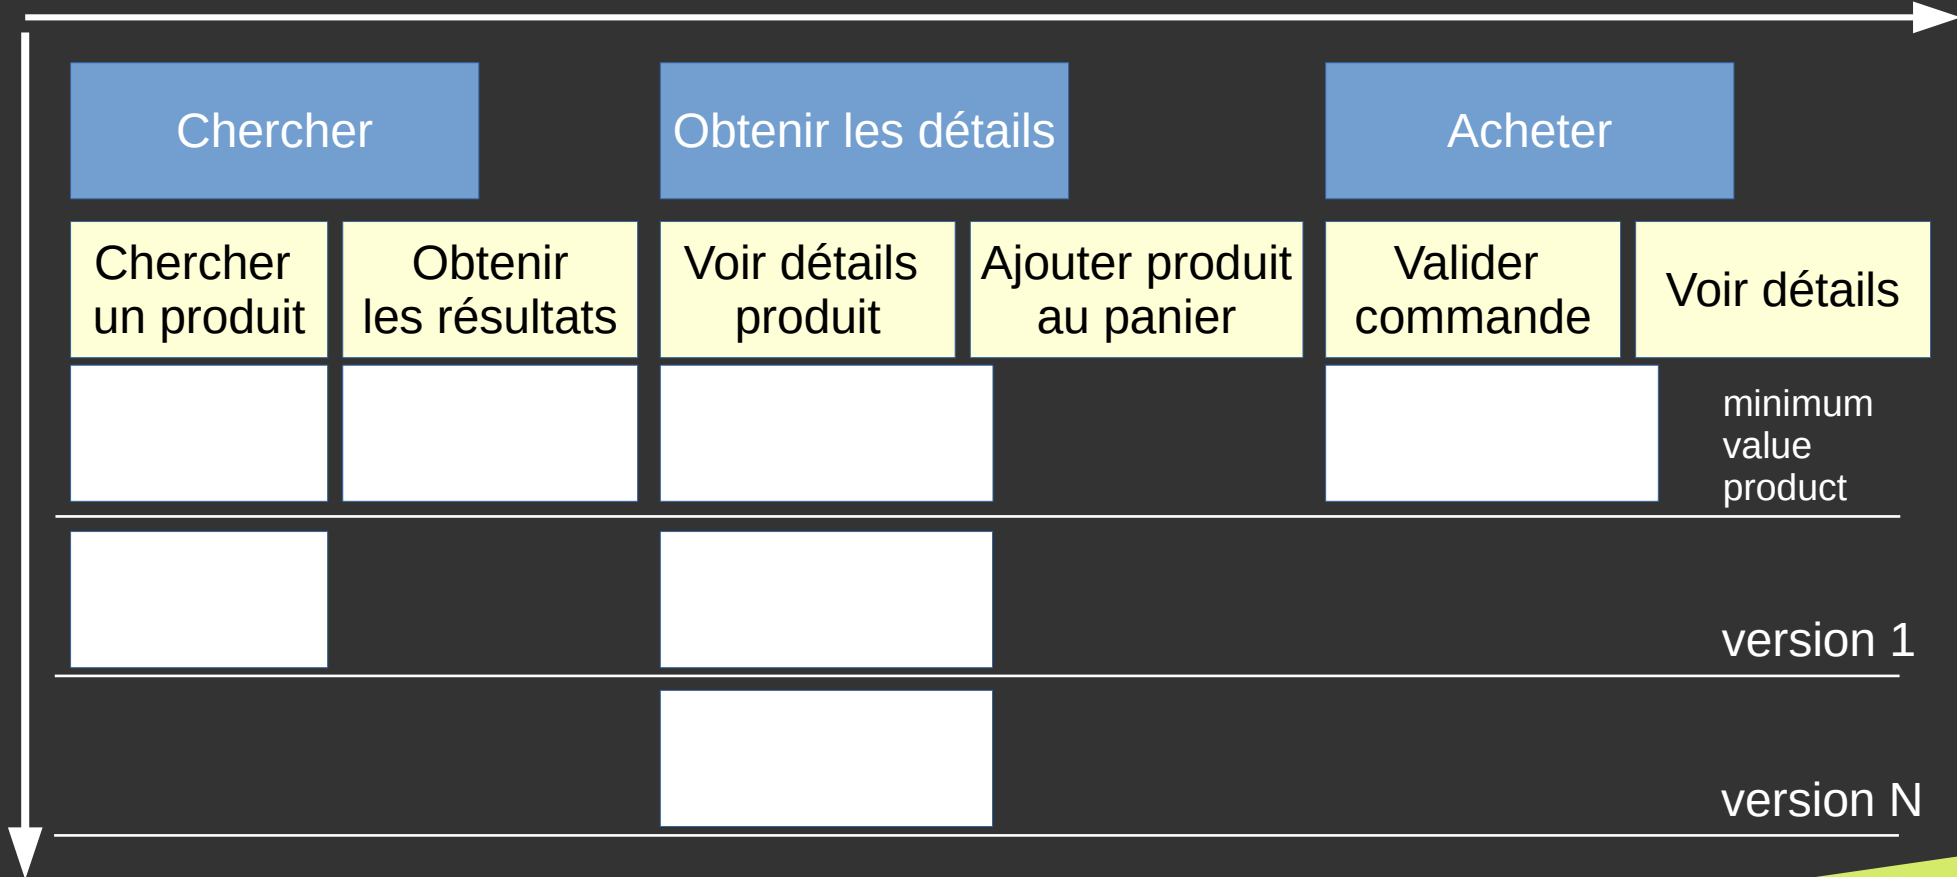 Chercher
Obtenir les détails
Acheter
Chercher
un produit
Obtenir
les résultats
Voir détails
produit
Ajouter produit
au panier
Valider
commande
Voir détails
minimum
value
product
version 1
version N